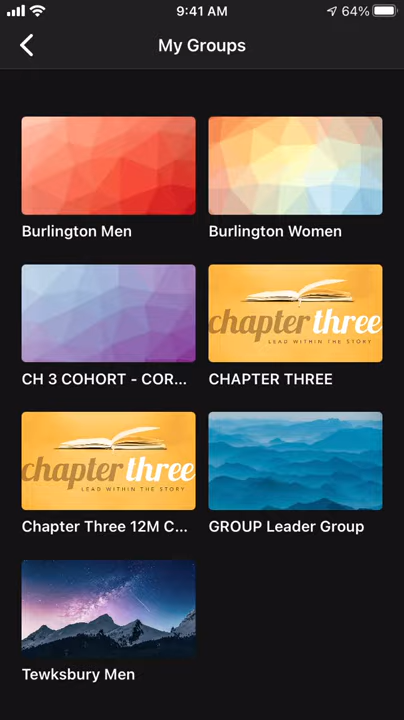 9:41 AM
64%
My Groups
Burlington Men
Burlington Women
CH 3 COHORT - COR...
chapter three
LEAD WITHIN THE STORY
CHAPTER THREE
chapter three
LEAD WITHIN THE STORY
Chapter Three 12M C...
GROUP Leader Group
Tewksbury Men